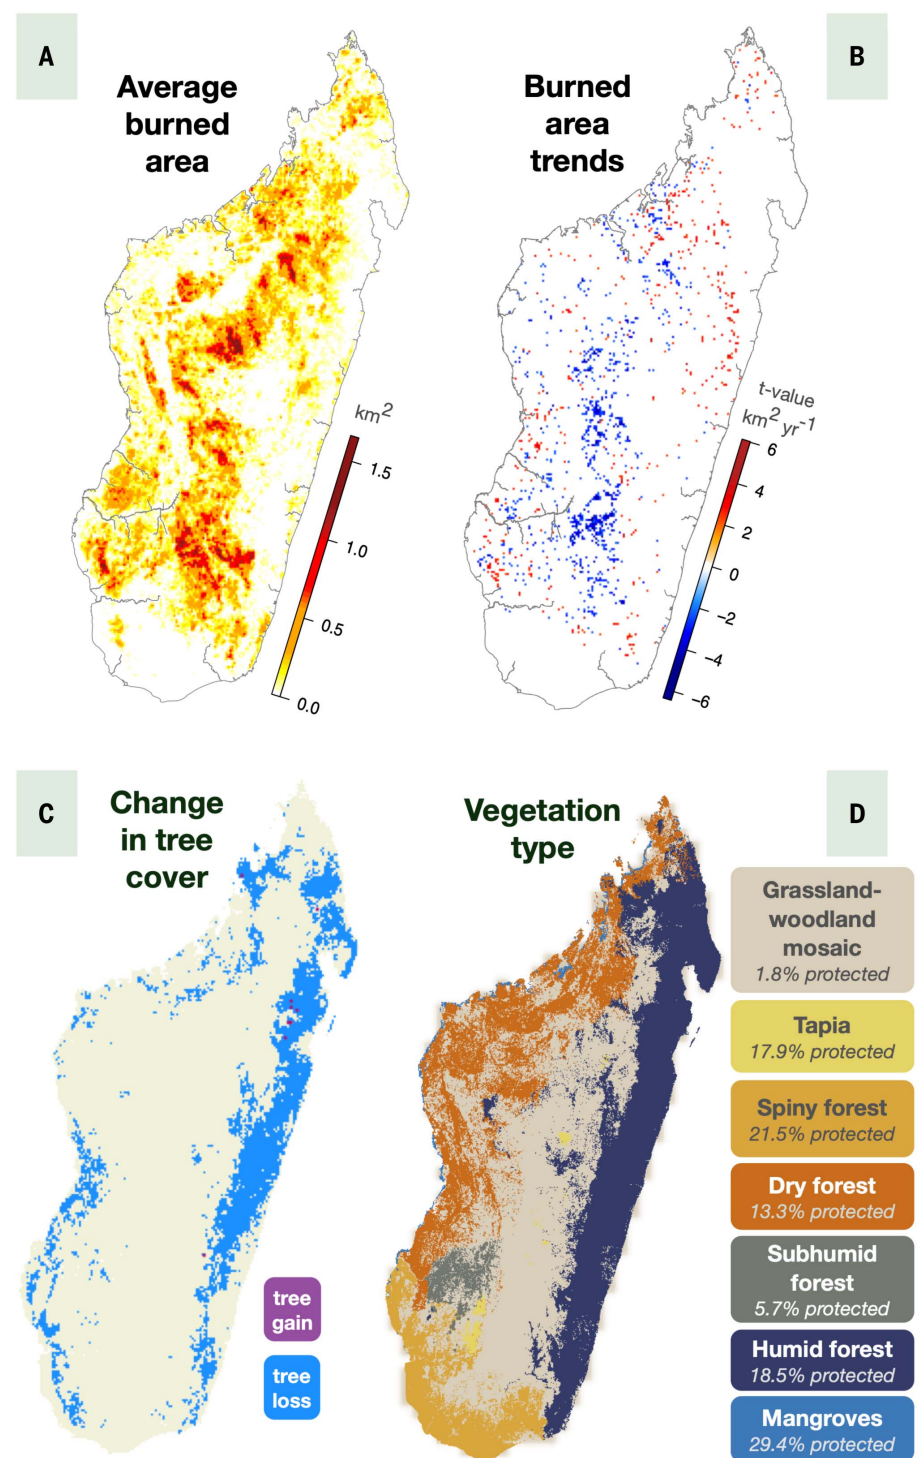 A
Average
burned
area
km2
1.5
1.0
0.5
0.0
B
Burned
area
trends
t-value
km2 yr-1
6
4
2
0
−2
−4
−6
C
Change
in tree
cover
tree
gain
tree
loss
D
Vegetation
type
Grassland-
woodland
mosaic
1.8% protected
Tapia
17.9% protected
Spiny forest
21.5% protected
Dry forest
13.3% protected
Subhumid
forest
5.7% protected
Humid forest
18.5% protected
Mangroves
29.4% protected